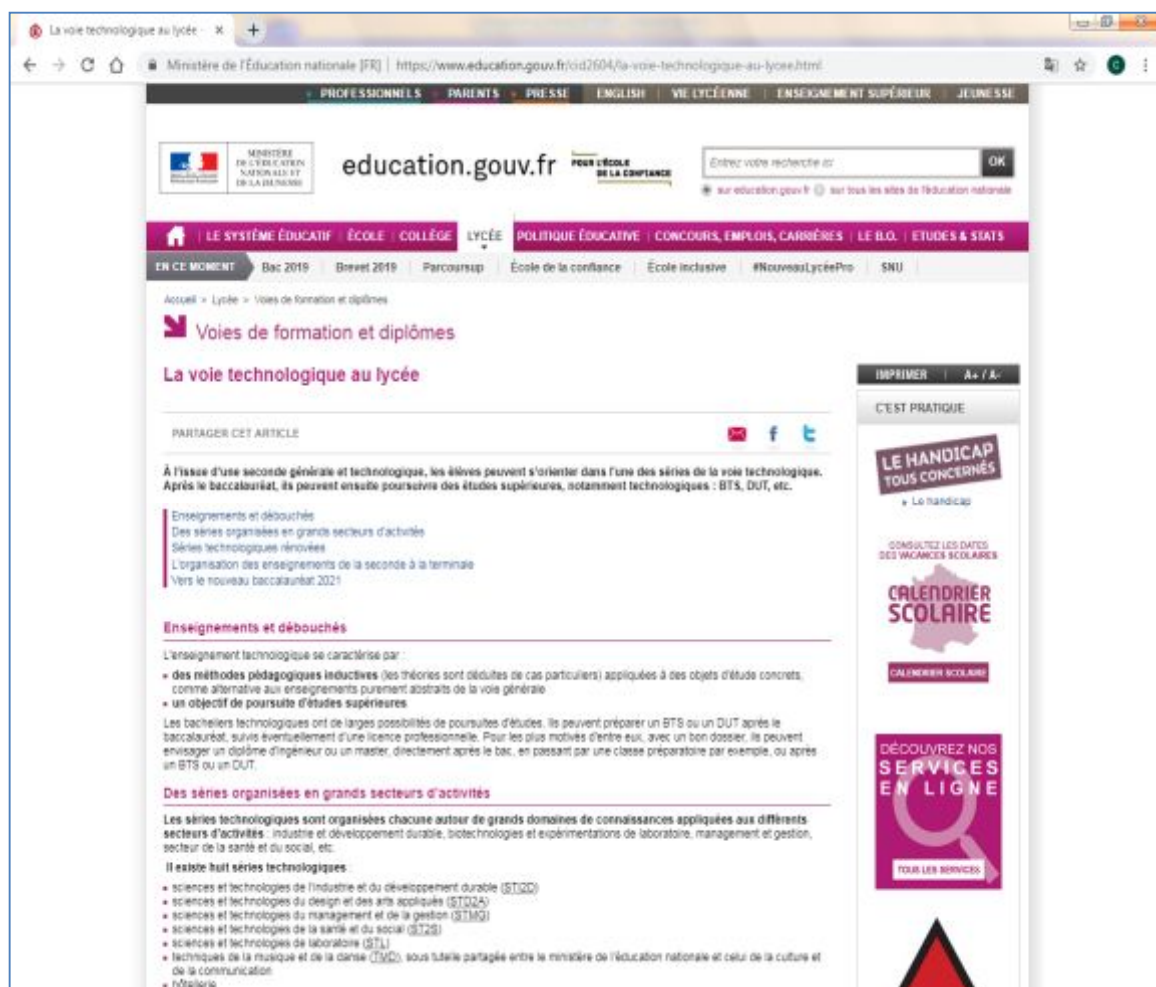 La voie technologique au lycée
Ministère de l'Éducation nationale [FR] | https://www.education.gouv.fr/cid2604/la-voie-technologique-au-lycee.html
PROFESSIONNELS PARENTS PRESSE ENGLISH VIE LYCÉENNE ENSEIGNEMENT SUPÉRIEUR JEUNESSE
MINISTÈRE
DE L'ÉDUCATION
NATIONALE ET
DE LA JEUNESSE
education.gouv.fr
POUR L'ÉCOLE
DE LA CONFIANCE
Entrez votre recherche ici
OK
sur education.gouv.fr sur tous les sites de l'éducation nationale
LE SYSTÈME ÉDUCATIF ÉCOLE COLLÈGE LYCÉE POLITIQUE ÉDUCATIVE CONCOURS, EMPLOIS, CARRIÈRES LE B.O. ETUDES & STATS
EN CE MOMENT Bac 2019 Brevet 2019 Parcoursup École de la confiance École inclusive #NouveauLycéePro SNU
Accueil > Lycée > Voies de formation et diplômes
Voies de formation et diplômes
La voie technologique au lycée
IMPRIMER A+ / A-
C'EST PRATIQUE
PARTAGER CET ARTICLE
À l'issue d'une seconde générale et technologique, les élèves peuvent s'orienter dans l'une des séries de la voie technologique.
Après le baccalauréat, ils peuvent ensuite poursuivre des études supérieures, notamment technologiques : BTS, DUT, etc.
Enseignements et débouchés
Des séries organisées en grands secteurs d'activités
Séries technologiques rénovées
L'organisation des enseignements de la seconde à la terminale
Vers le nouveau baccalauréat 2021
Enseignements et débouchés
L'enseignement technologique se caractérise par :
des méthodes pédagogiques inductives (les théories sont déduites de cas particuliers) appliquées à des objets d'étude concrets,
comme alternative aux enseignements purement abstraits de la voie générale
un objectif de poursuite d'études supérieures
Les bacheliers technologiques ont de larges possibilités de poursuites d'études. Ils peuvent préparer un BTS ou un DUT après le
baccalauréat, suivis éventuellement d'une licence professionnelle. Pour les plus motivés d'entre eux, avec un bon dossier, ils peuvent
envisager un diplôme d'ingénieur ou un master, directement après le bac, en passant par une classe préparatoire par exemple, ou après
un BTS ou un DUT.
Des séries organisées en grands secteurs d'activités
Les séries technologiques sont organisées chacune autour de grands domaines de connaissances appliquées aux différents
secteurs d'activités : industrie et développement durable, biotechnologies et expérimentations de laboratoire, management et gestion,
secteur de la santé et du social, etc.
Il existe huit séries technologiques :
sciences et technologies de l'industrie et du développement durable (STI2D)
sciences et technologies du design et des arts appliqués (STD2A)
sciences et technologies du management et de la gestion (STMG)
sciences et technologies de la santé et du social (ST2S)
sciences et technologies de laboratoire (STL)
techniques de la musique et de la danse (TMD), sous tutelle partagée entre le ministère de l'éducation nationale et celui de la culture et
de la communication
hôtellerie
LE HANDICAP
TOUS CONCERNÉS
Le handicap
CONSULTEZ LES DATES
DES VACANCES SCOLAIRES
CALENDRIER
SCOLAIRE
CALENDRIER SCOLAIRE
DÉCOUVREZ NOS
SERVICES
EN LIGNE
TOUS LES SERVICES